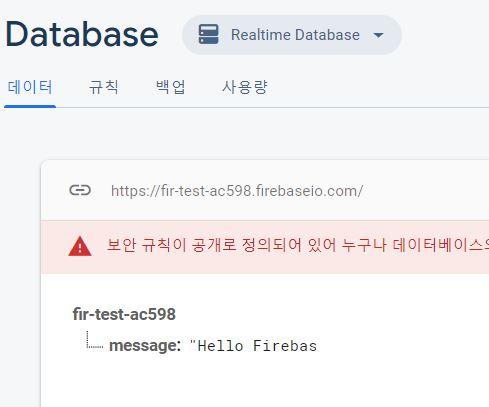 Database Realtime Database
데이터 규칙 백업 사용량
https://fir-test-ac598.firebaseio.com/
보안 규칙이 공개로 정의되어 있어 누구나 데이터베이스
fir-test-ac598
message: "Hello Firebas